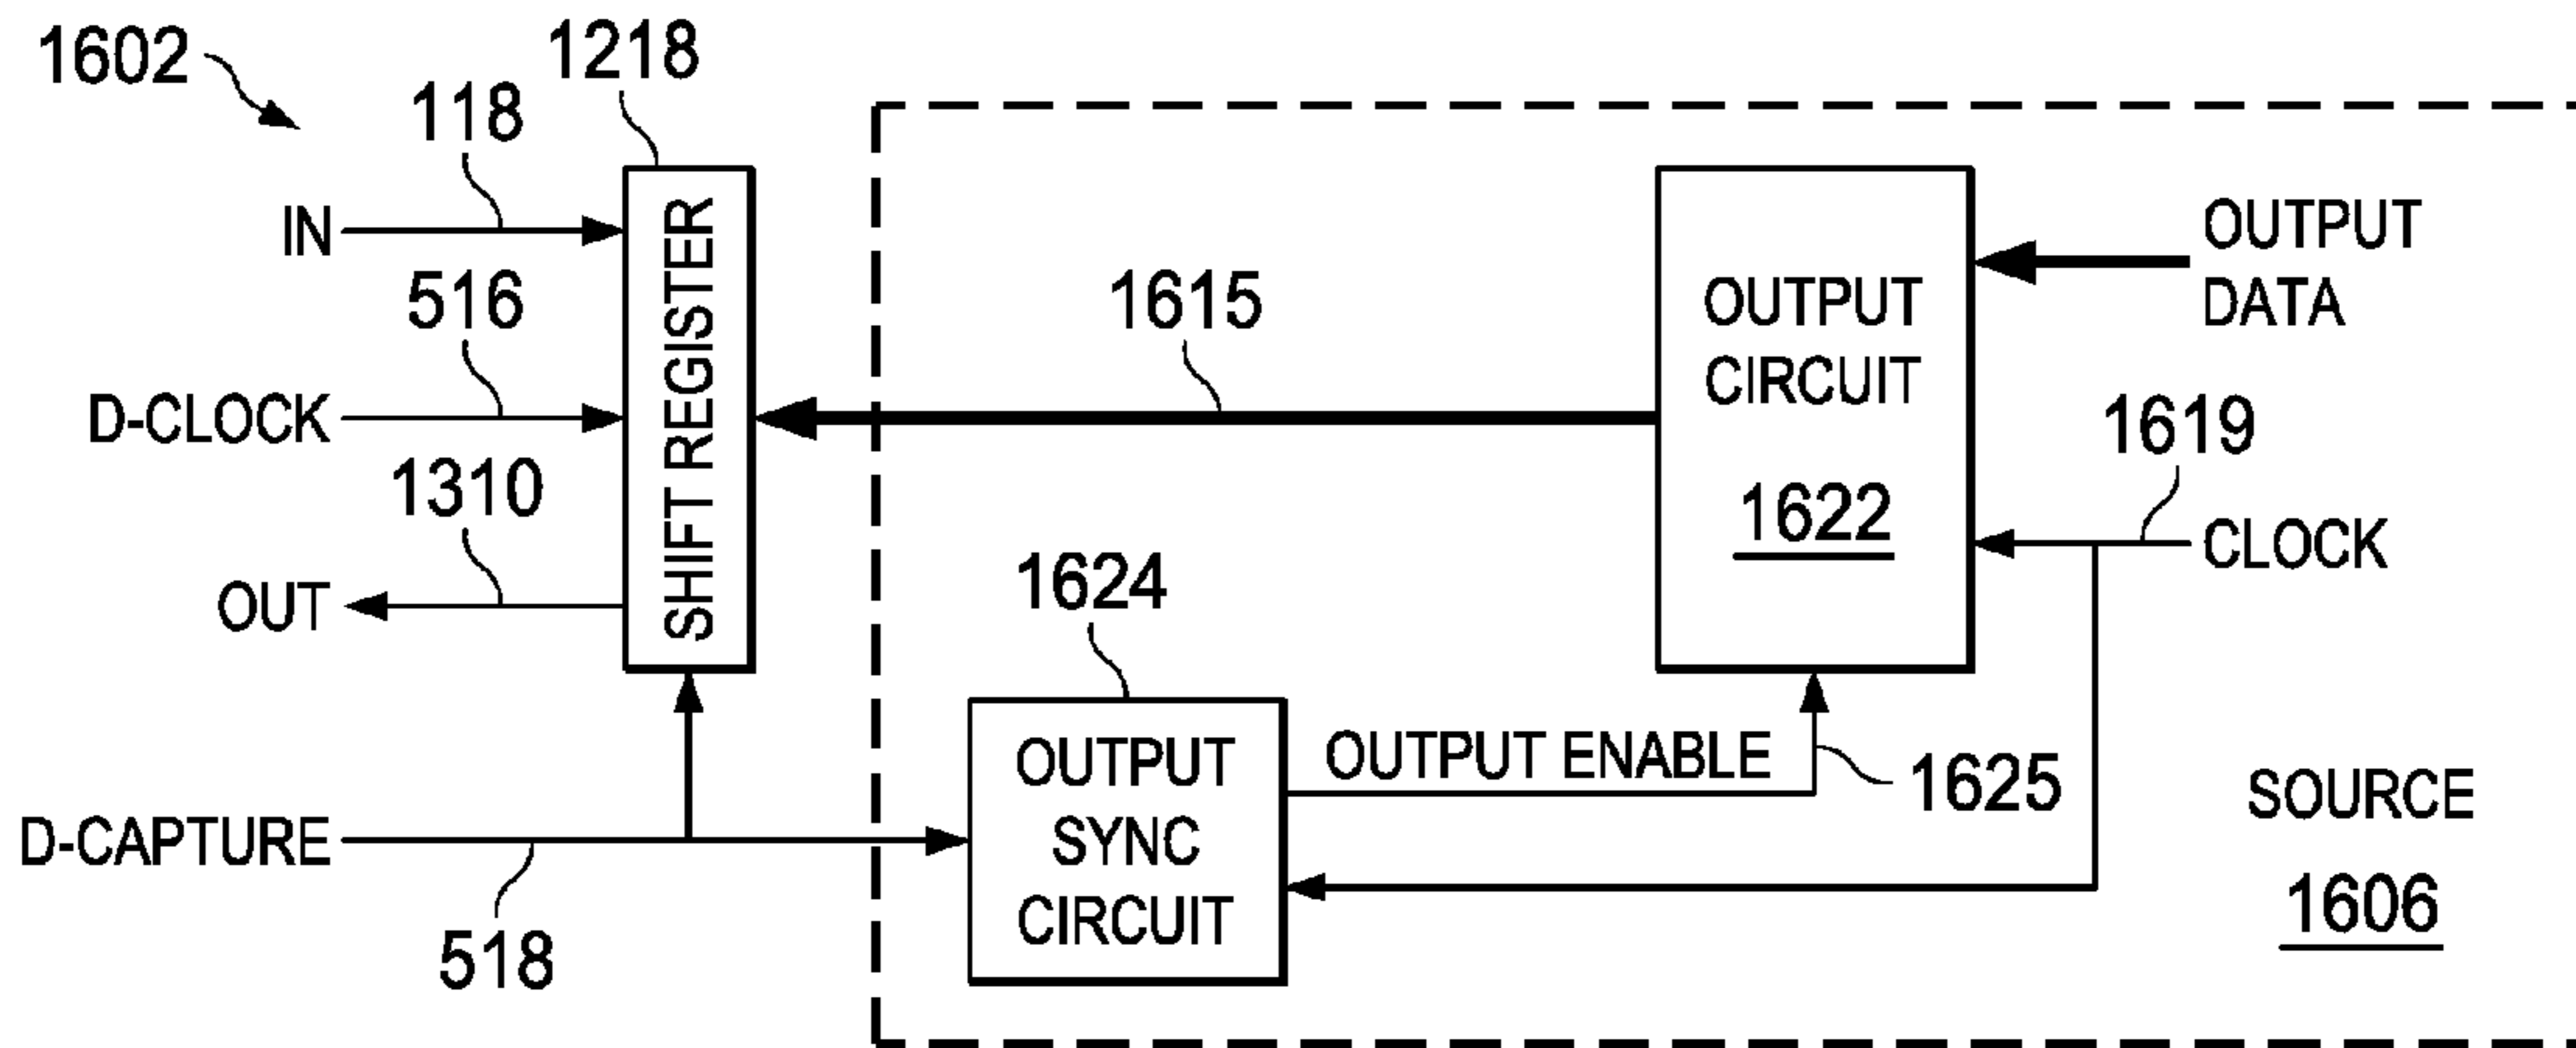 1602
1218
118
IN
516
D-CLOCK
1310
OUT
SHIFT REGISTER
D-CAPTURE
518
1615
OUTPUT
CIRCUIT
1622
OUTPUT
DATA
1619
CLOCK
1624
OUTPUT
SYNC
CIRCUIT
OUTPUT ENABLE
1625
SOURCE
1606